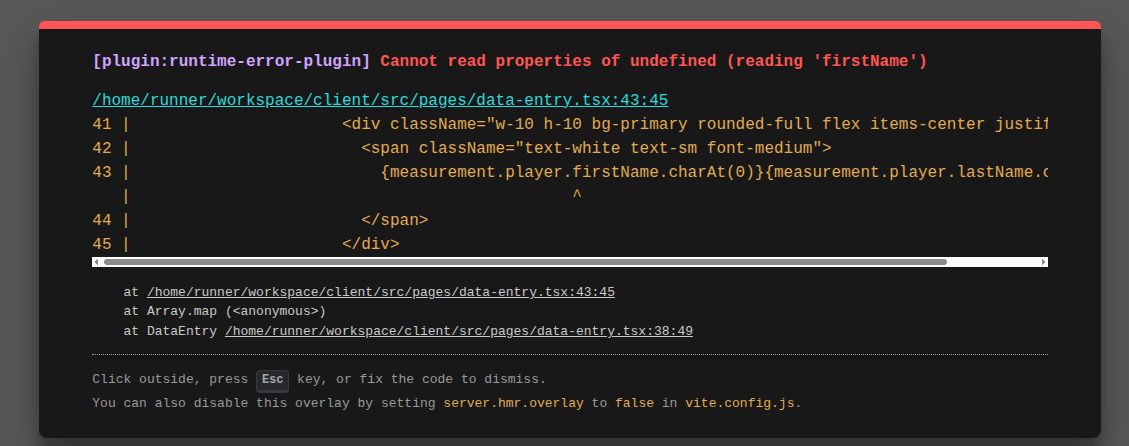 [plugin:runtime-error-plugin] Cannot read properties of undefined (reading 'firstName')
/home/runner/workspace/client/src/pages/data-entry.tsx:43:45
41 |                      <div className="w-10 h-10 bg-primary rounded-full flex items-center justif
42 |                        <span className="text-white text-sm font-medium">
43 |                          {measurement.player.firstName.charAt(0)}{measurement.player.lastName.c
   |                                              ^
44 |                        </span>
45 |                      </div>
at /home/runner/workspace/client/src/pages/data-entry.tsx:43:45
at Array.map (<anonymous>)
at DataEntry /home/runner/workspace/client/src/pages/data-entry.tsx:38:49
Click outside, press Esc key, or fix the code to dismiss.
You can also disable this overlay by setting server.hmr.overlay to false in vite.config.js.